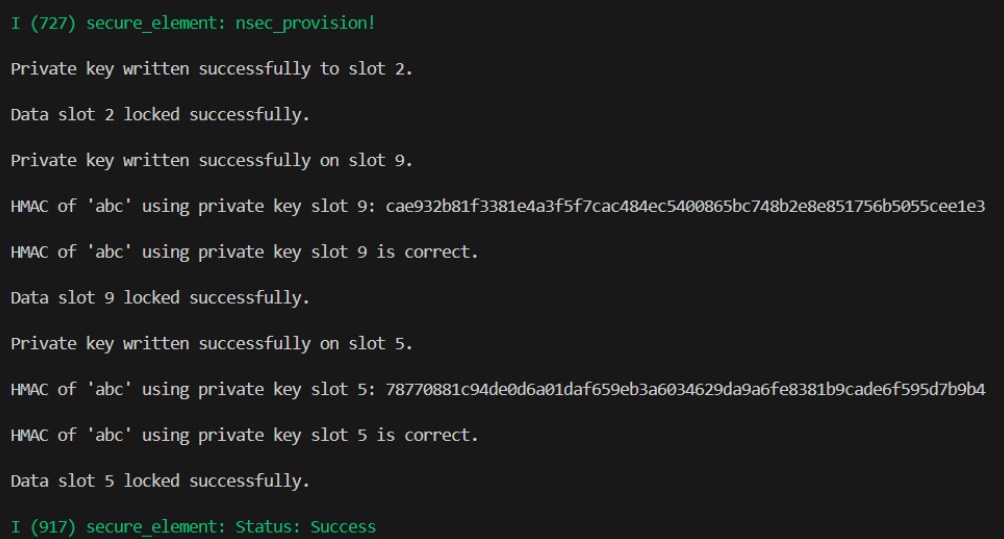 I (727) secure_element: nsec_provision!
Private key written successfully to slot 2.
Data slot 2 locked successfully.
Private key written successfully on slot 9.
HMAC of 'abc' using private key slot 9: cae932b81f3381e4a3f5f7cac484ec5400865bc748b2e8e851756b5055cee1e3
HMAC of 'abc' using private key slot 9 is correct.
Data slot 9 locked successfully.
Private key written successfully on slot 5.
HMAC of 'abc' using private key slot 5: 78770881c94de0d6a01daf659eb3a6034629da9a6fe8381b9cade6f595d7b9b4
HMAC of 'abc' using private key slot 5 is correct.
Data slot 5 locked successfully.
I (917) secure_element: Status: Success